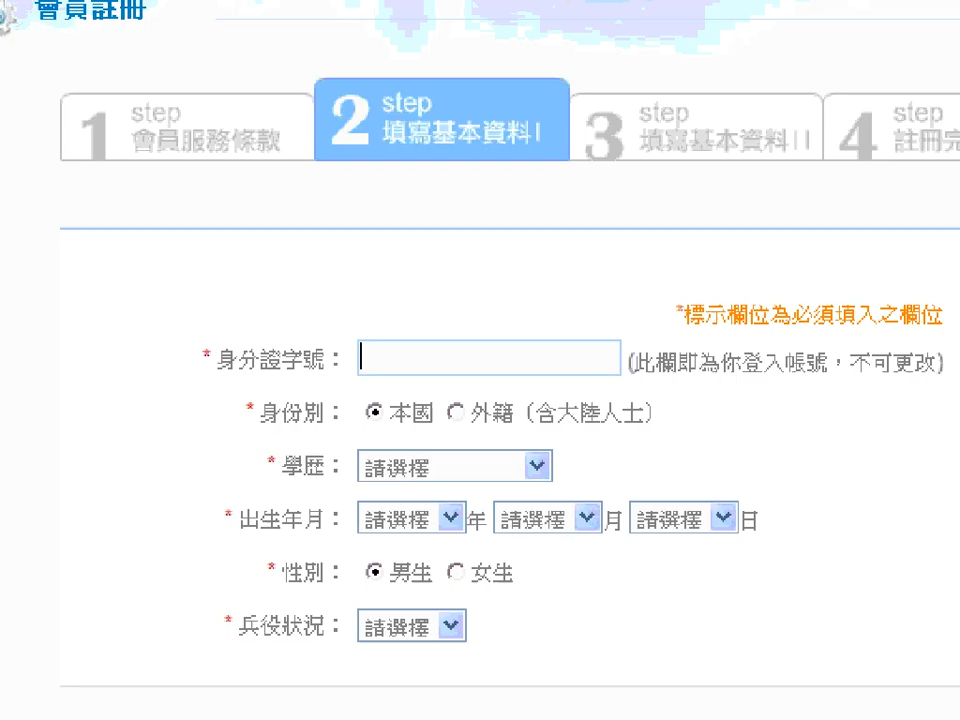 會員註冊
1 step 會員服務條款
2 step 填寫基本資料I
3 step 填寫基本資料II
4 step 註冊完
*標示欄位為必須填入之欄位
*身分證字號： (此欄即為你登入帳號，不可更改)
*身份別： 本國 外籍（含大陸人士）
*學歷： 請選擇
*出生年月： 請選擇 年 請選擇 月 請選擇 日
*性別： 男生 女生
*兵役狀況： 請選擇